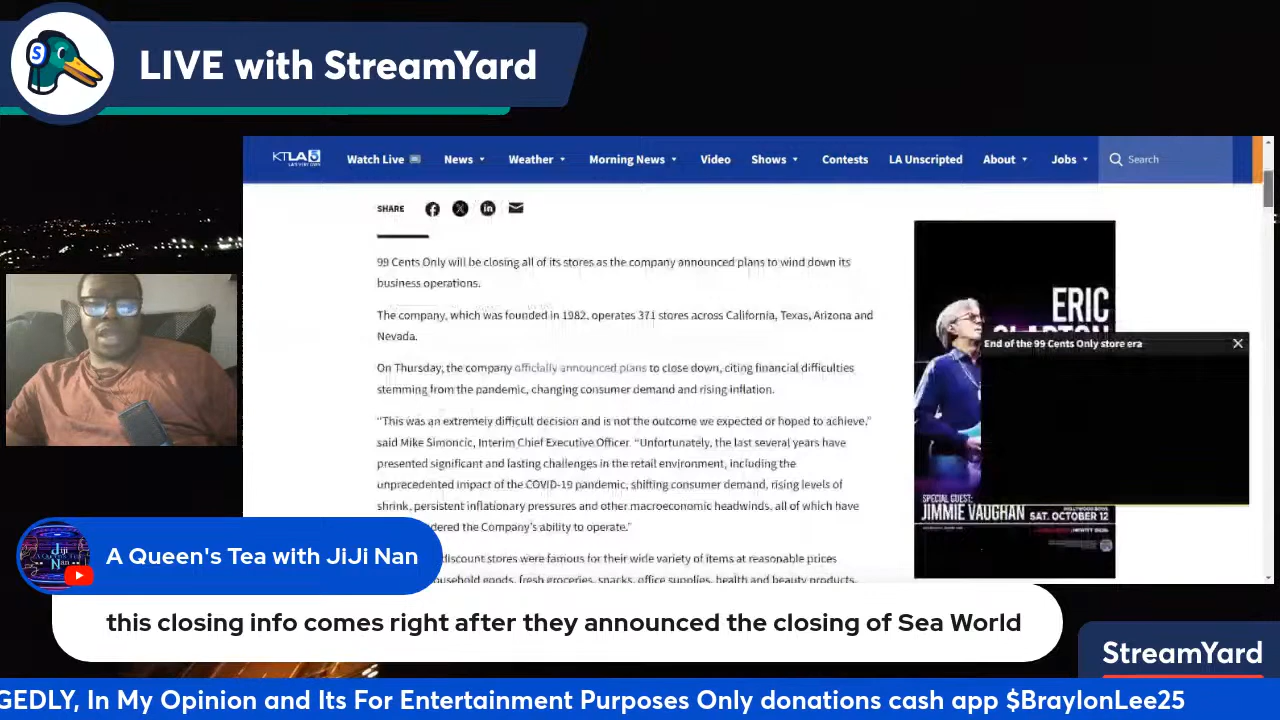 LIVE with StreamYard
KTLA 5
Watch Live News Weather Morning News Video Shows Contests LA Unscripted About Jobs Search
SHARE
99 Cents Only will be closing all of its stores as the company announced plans to wind down its
business operations.
The company, which was founded in 1982, operates 371 stores across California, Texas, Arizona and
Nevada.
On Thursday, the company officially announced plans to close down, citing financial difficulties
stemming from the pandemic, changing consumer demand and rising inflation.
“This was an extremely difficult decision and is not the outcome we expected or hoped to achieve,”
said Mike Simoncic, Interim Chief Executive Officer. “Unfortunately, the last several years have
presented significant and lasting challenges in the retail environment, including the
unprecedented impact of the COVID-19 pandemic, shifting consumer demand, rising levels of
shrink, persistent inflationary pressures and other macroeconomic headwinds, all of which have
dered the Company’s ability to operate.”
discount stores were famous for their wide variety of items at reasonable prices
household goods, fresh groceries, snacks, office supplies, health and beauty products,
ERIC
CLAPTON
End of the 99 Cents Only store era
SPECIAL GUEST:
JIMMIE VAUGHAN
HOLLYWOOD BOWL
SAT. OCTOBER 12
S
JiJi
Nan
A Queen's Tea with JiJi Nan
this closing info comes right after they announced the closing of Sea World
StreamYard
GEDLY, In My Opinion and Its For Entertainment Purposes Only donations cash app $BraylonLee25